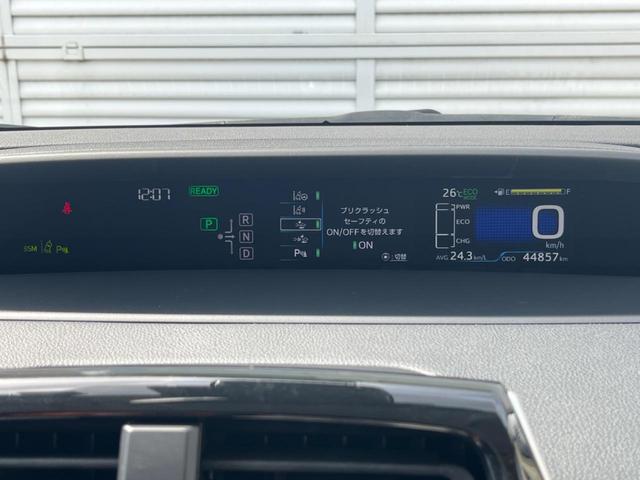 12:07
READY
P
R
N
D
BSM
P
プリクラッシュ
セーフティの
ON/OFFを切替えます
ON
:切替
26℃ ECO
MODE
E F
PWR
ECO
CHG
0
km/h
AVG 24.3 km/L
ODO 44857 km